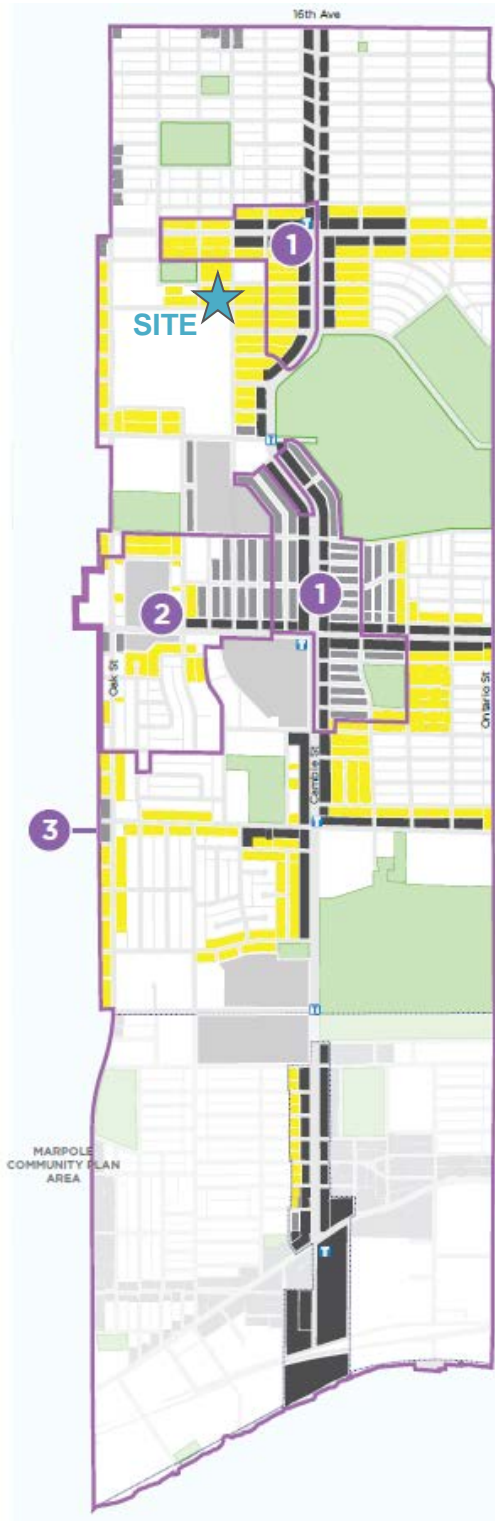 16th Ave
1
SITE
1
2
Oak St
Ontario St
Cambie St
3
MARPOLE
COMMUNITY PLAN
AREA